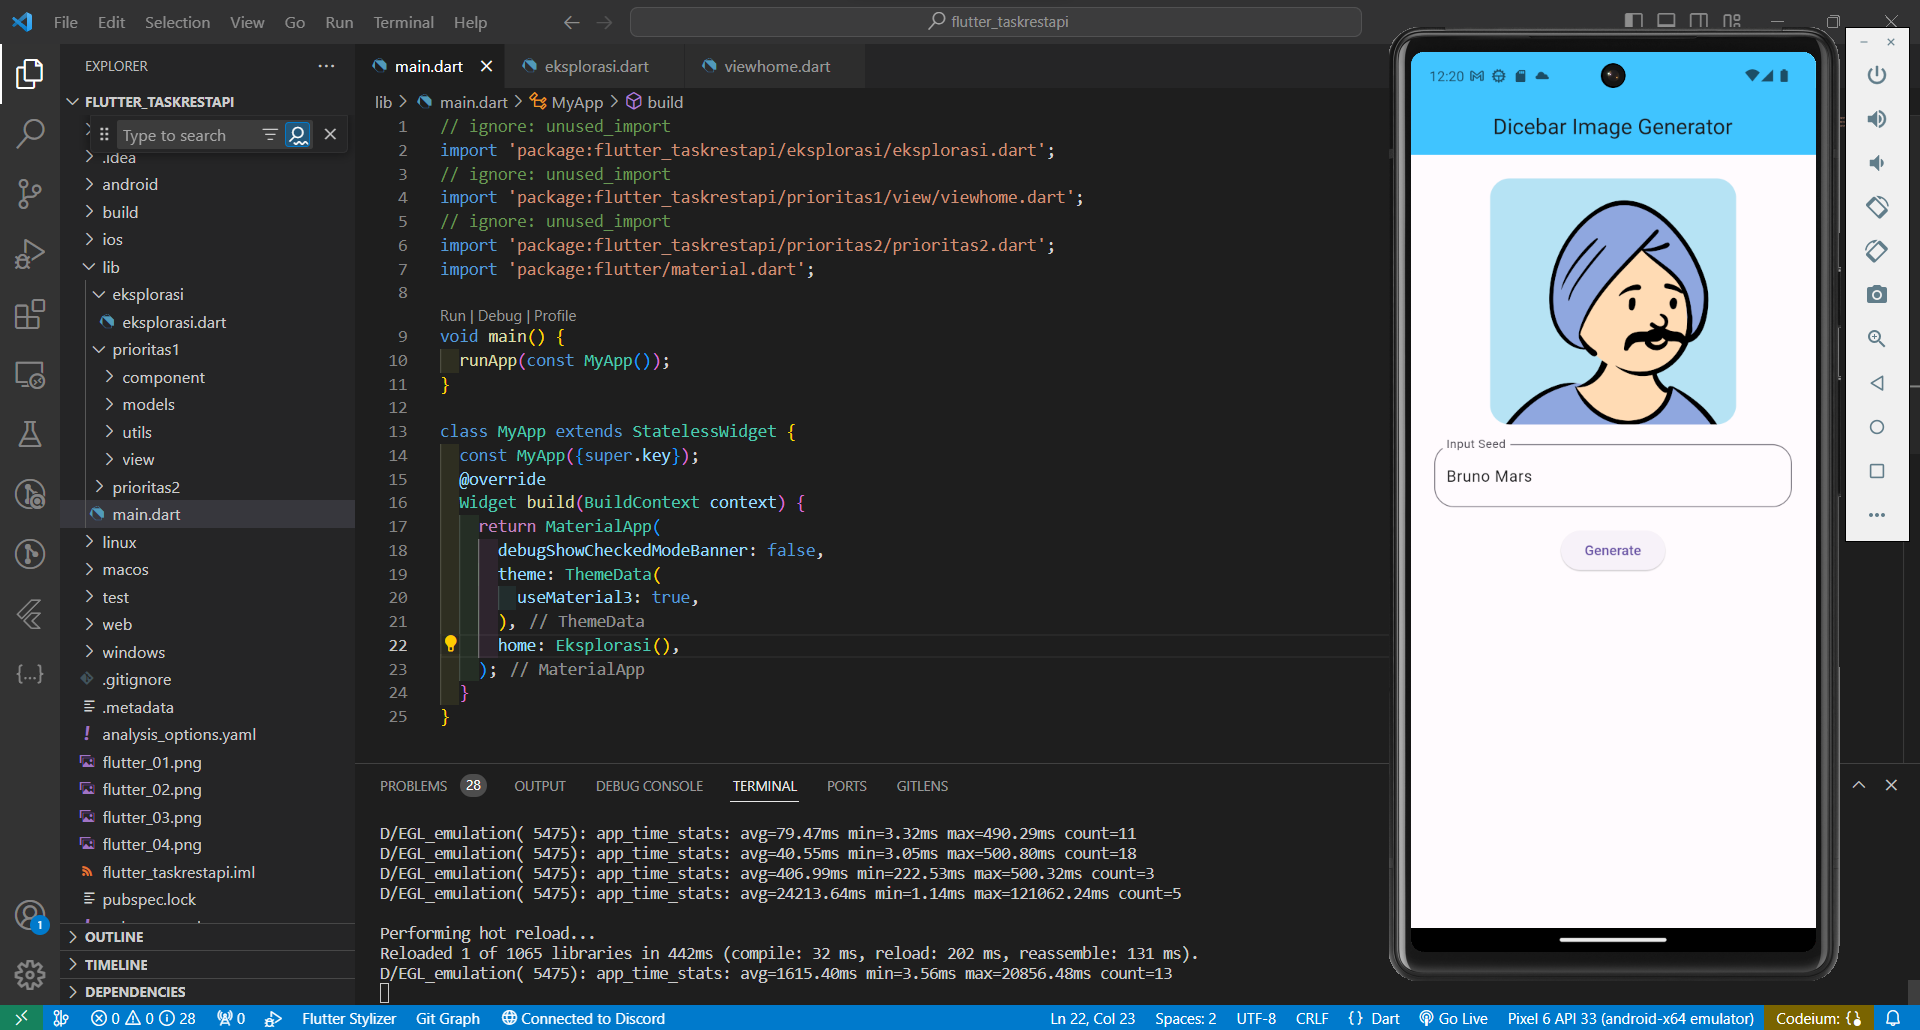 File Edit Selection View Go Run Terminal Help
flutter_taskrestapi
EXPLORER
FLUTTER_TASKRESTAPI
Type to search
.idea
android
build
ios
lib
eksplorasi
eksplorasi.dart
prioritas1
component
models
utils
view
prioritas2
main.dart
linux
macos
test
web
windows
.gitignore
.metadata
analysis_options.yaml
flutter_01.png
flutter_02.png
flutter_03.png
flutter_04.png
flutter_taskrestapi.iml
pubspec.lock
OUTLINE
TIMELINE
DEPENDENCIES
1
main.dart eksplorasi.dart viewhome.dart
lib > main.dart > MyApp > build
1 // ignore: unused_import
2 import 'package:flutter_taskrestapi/eksplorasi/eksplorasi.dart';
3 // ignore: unused_import
4 import 'package:flutter_taskrestapi/prioritas1/view/viewhome.dart';
5 // ignore: unused_import
6 import 'package:flutter_taskrestapi/prioritas2/prioritas2.dart';
7 import 'package:flutter/material.dart';
8
Run | Debug | Profile
9 void main() {
10 runApp(const MyApp());
11 }
12
13 class MyApp extends StatelessWidget {
14 const MyApp({super.key});
15 @override
16 Widget build(BuildContext context) {
17 return MaterialApp(
18 debugShowCheckedModeBanner: false,
19 theme: ThemeData(
20 useMaterial3: true,
21 ), // ThemeData
22 home: Eksplorasi(),
23 ); // MaterialApp
24 }
25 }
PROBLEMS 28 OUTPUT DEBUG CONSOLE TERMINAL PORTS GITLENS
D/EGL_emulation( 5475): app_time_stats: avg=79.47ms min=3.32ms max=490.29ms count=11
D/EGL_emulation( 5475): app_time_stats: avg=40.55ms min=3.05ms max=500.80ms count=18
D/EGL_emulation( 5475): app_time_stats: avg=406.99ms min=222.53ms max=500.32ms count=3
D/EGL_emulation( 5475): app_time_stats: avg=24213.64ms min=1.14ms max=121062.24ms count=5
Performing hot reload...
Reloaded 1 of 1065 libraries in 442ms (compile: 32 ms, reload: 202 ms, reassemble: 131 ms).
D/EGL_emulation( 5475): app_time_stats: avg=1615.40ms min=3.56ms max=20856.48ms count=13
12:20
Dicebar Image Generator
Input Seed
Bruno Mars
Generate
0 0 28 0 Flutter Stylizer Git Graph Connected to Discord Ln 22, Col 23 Spaces: 2 UTF-8 CRLF {} Dart Go Live Pixel 6 API 33 (android-x64 emulator) Codeium: {}